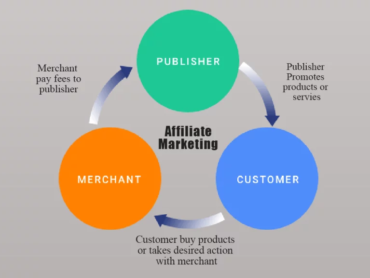 PUBLISHER
Merchant
pay fees to
publisher
Publisher
Promotes
products or
servies
Affiliate
Marketing
MERCHANT
CUSTOMER
Customer buy products
or takes desired action
with merchant